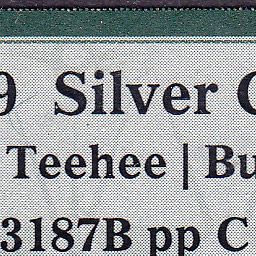 9 Silver C
Teehee | Bu
3187B pp C